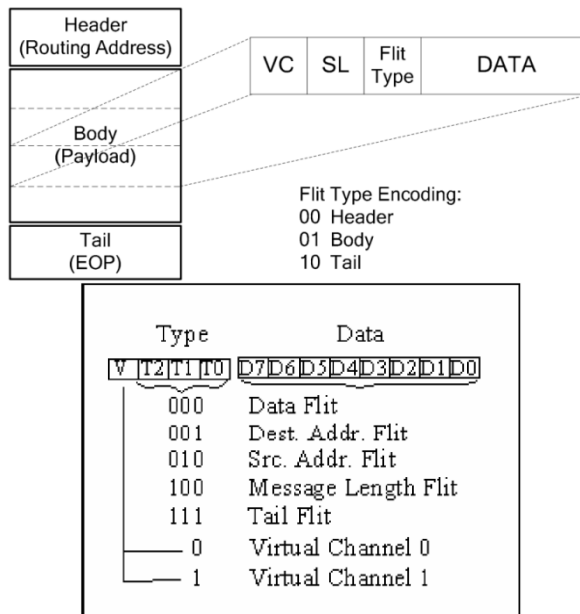 Header
(Routing Address)
VC SL Flit Type DATA
Body
(Payload)
Flit Type Encoding:
00 Header
01 Body
10 Tail
Tail
(EOP)
Type Data
V T2 T1 T0 D7 D6 D5 D4 D3 D2 D1 D0
000 Data Flit
001 Dest. Addr. Flit
010 Src. Addr. Flit
100 Message Length Flit
111 Tail Flit
0 Virtual Channel 0
1 Virtual Channel 1